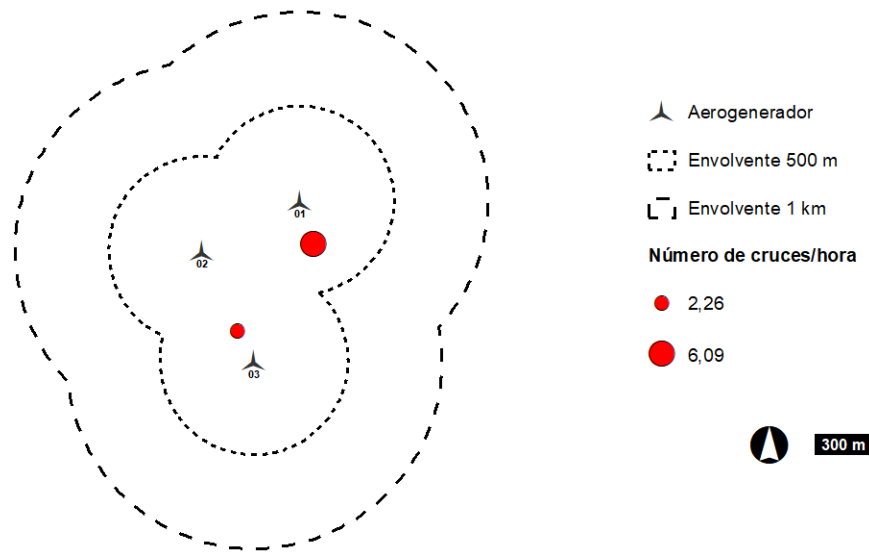 01
02
03
Aerogenerador
Envolvente 500 m
Envolvente 1 km
Número de cruces/hora
2,26
6,09
300 m